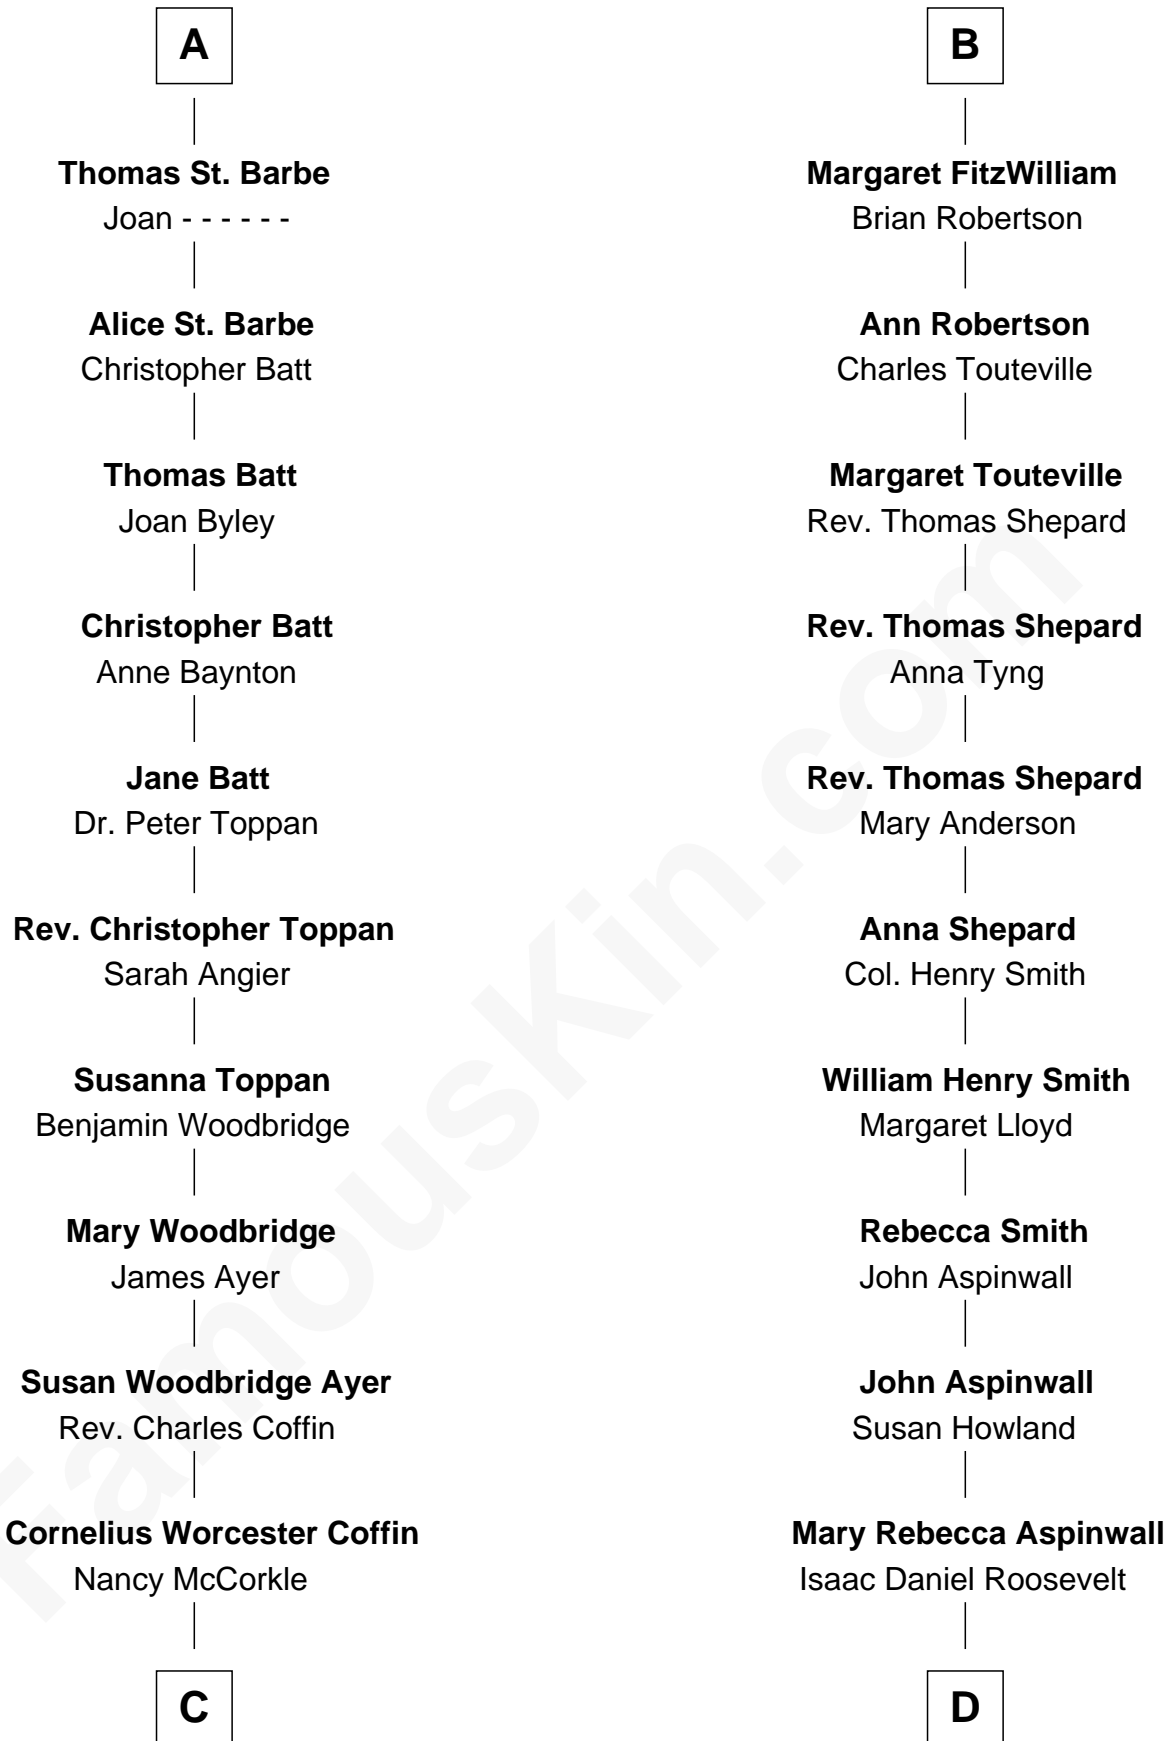 A
Thomas St. Barbe
Joan - - - - - -
Alice St. Barbe
Christopher Batt
Thomas Batt
Joan Byley
Christopher Batt
Anne Baynton
Jane Batt
Dr. Peter Toppan
Rev. Christopher Toppan
Sarah Angier
Susanna Toppan
Benjamin Woodbridge
Mary Woodbridge
James Ayer
Susan Woodbridge Ayer
Rev. Charles Coffin
Cornelius Worcester Coffin
Nancy McCorkle
C
B
Margaret FitzWilliam
Brian Robertson
Ann Robertson
Charles Touteville
Margaret Touteville
Rev. Thomas Shepard
Rev. Thomas Shepard
Anna Tyng
Rev. Thomas Shepard
Mary Anderson
Anna Shepard
Col. Henry Smith
William Henry Smith
Margaret Lloyd
Rebecca Smith
John Aspinwall
John Aspinwall
Susan Howland
Mary Rebecca Aspinwall
Isaac Daniel Roosevelt
D
FamousKin.com